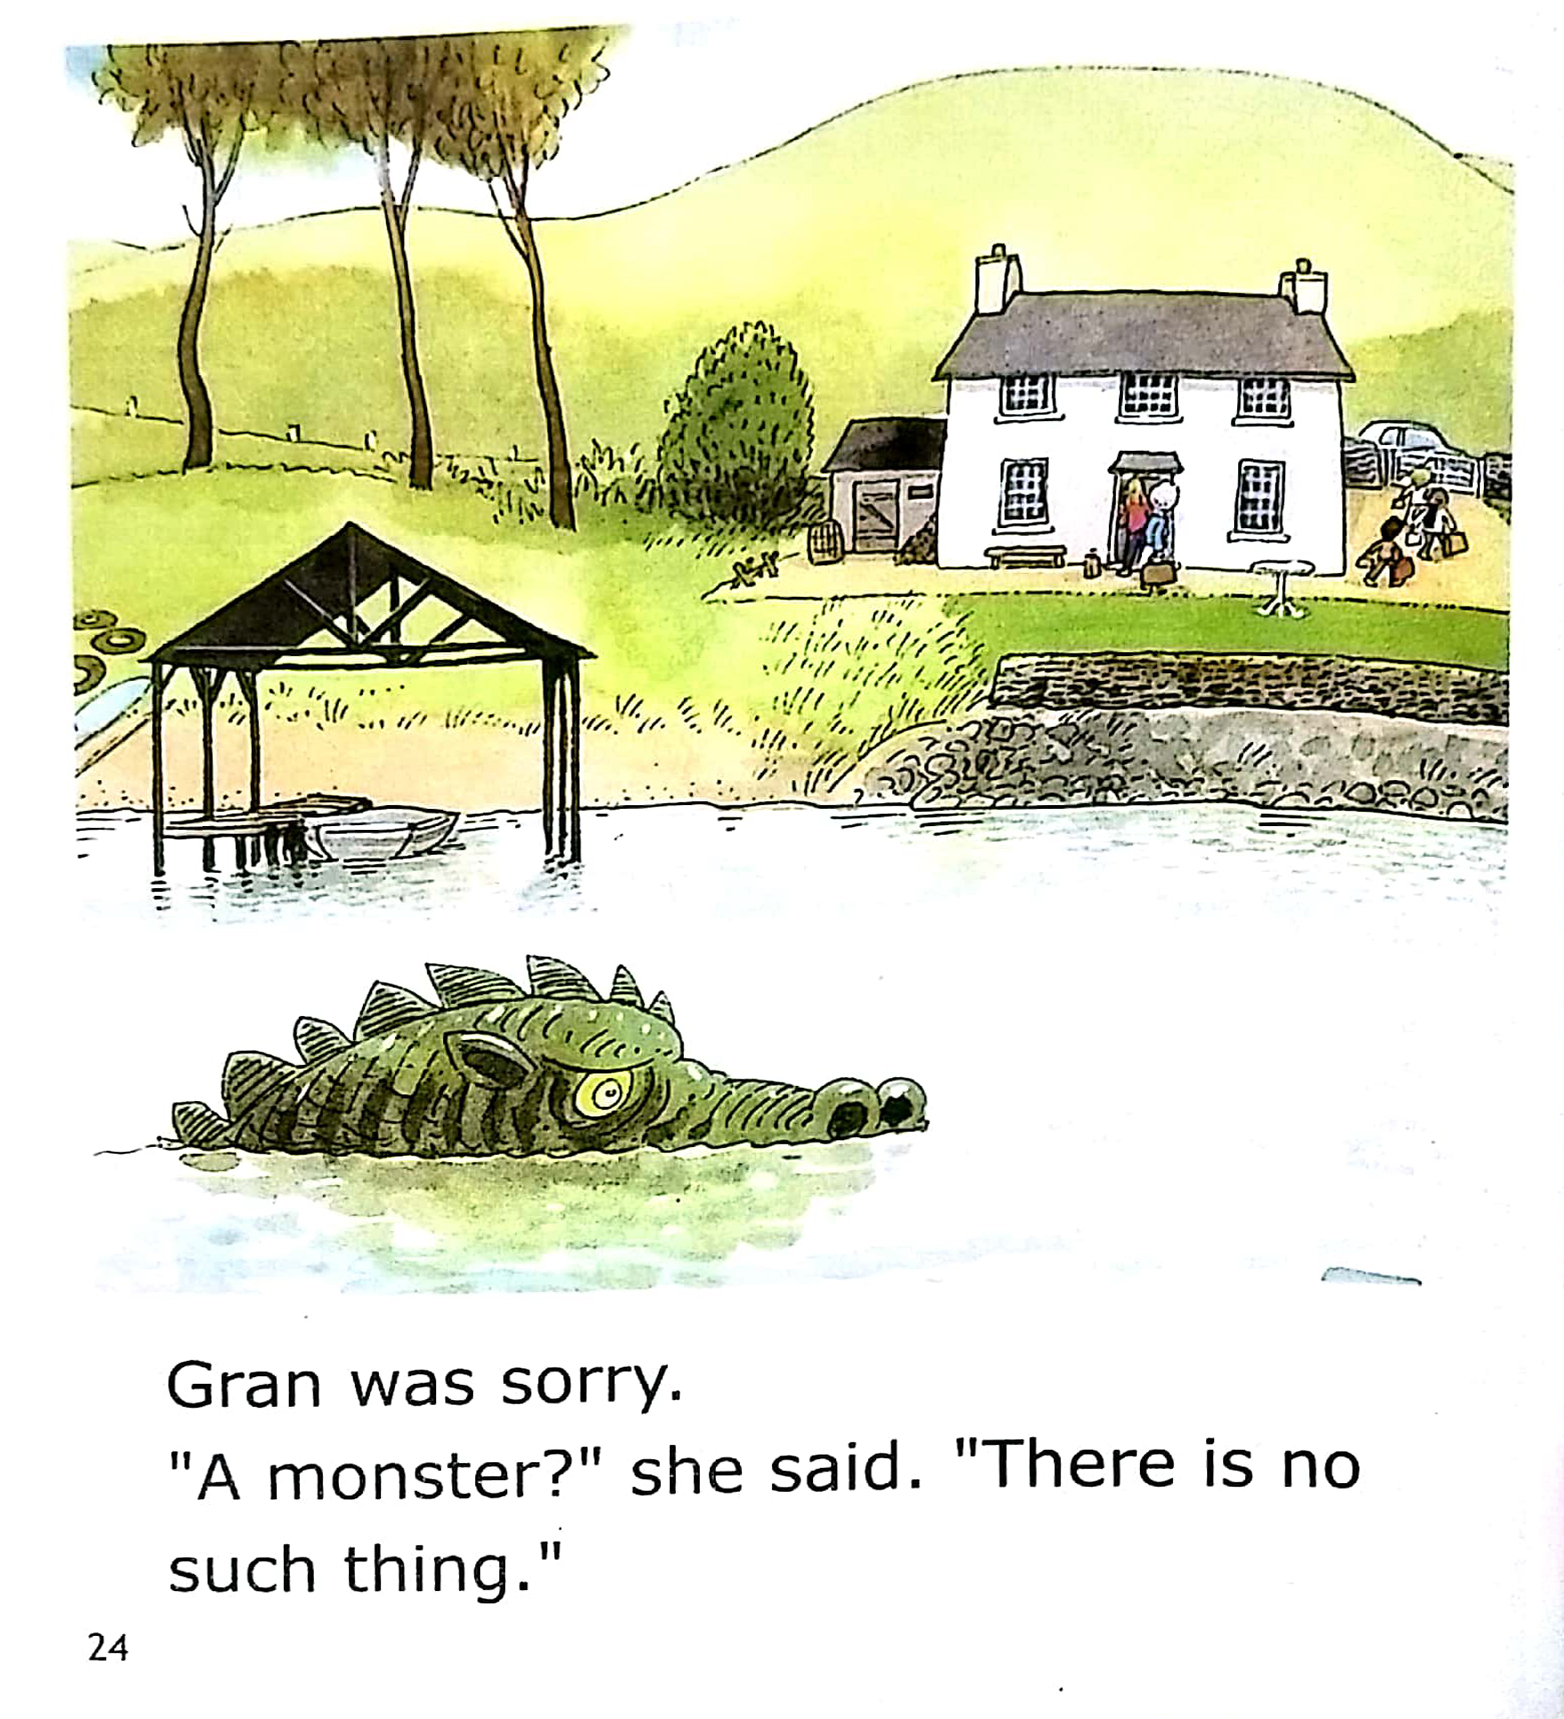 Gran was sorry.
"A monster?" she said. "There is no
such thing."
24